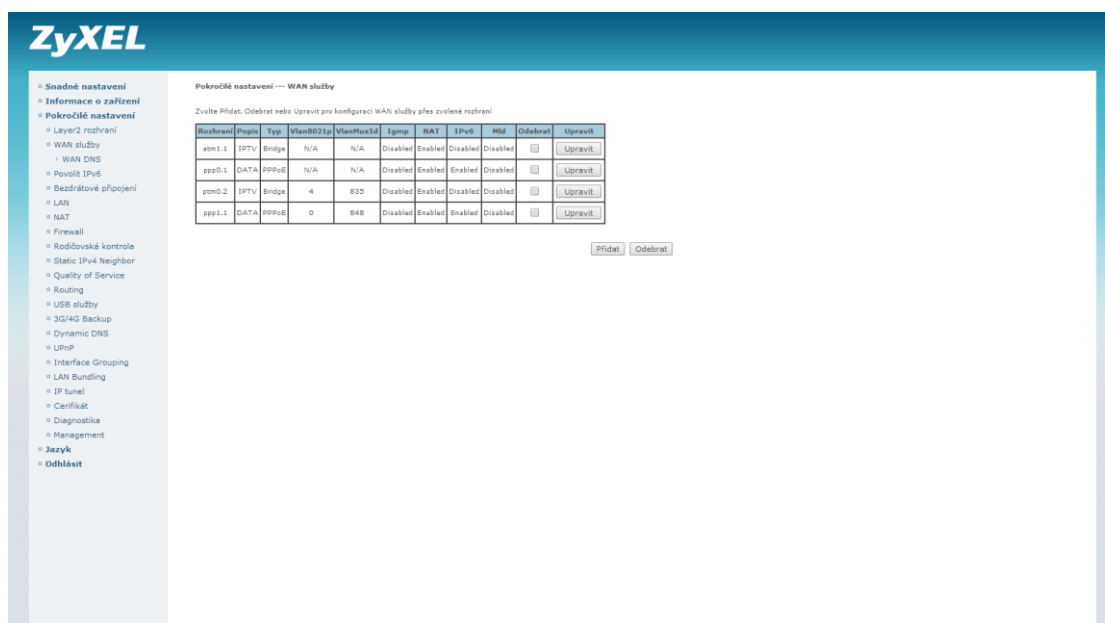 ZyXEL
Snadné nastavení
Informace o zařízení
Pokročilé nastavení
Layer2 rozhraní
WAN služby
WAN DNS
Povolit IPv6
Bezdrátové připojení
LAN
NAT
Firewall
Rodičovská kontrola
Static IPv4 Neighbor
Quality of Service
Routing
USB služby
3G/4G Backup
Dynamic DNS
UPnP
Interface Grouping
LAN Bundling
IP tunel
Cerifikát
Diagnostika
Management
Jazyk
Odhlásit
Pokročilé nastavení --- WAN služby
Zvolte Přidat, Odebrat nebo Upravit pro konfiguraci WAN služby přes zvolené rozhraní
Rozhraní Popis Typ Vlan8021p VlanMuxId Igmp NAT IPv6 Mld Odebrat Upravit
atm1.1 IPTV Bridge N/A N/A Disabled Enabled Disabled Disabled Upravit
ppp0.1 DATA PPPoE N/A N/A Disabled Enabled Enabled Disabled Upravit
ptm0.2 IPTV Bridge 4 835 Disabled Enabled Disabled Disabled Upravit
ppp1.1 DATA PPPoE 0 848 Disabled Enabled Enabled Disabled Upravit
Přidat Odebrat